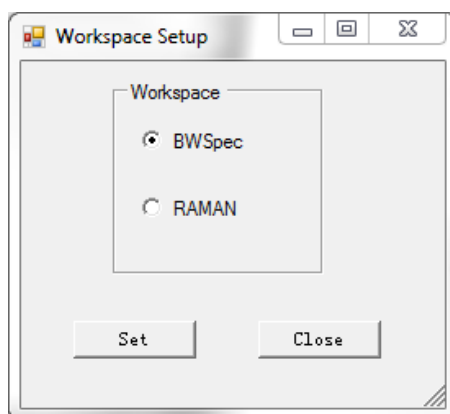 Workspace Setup
Workspace
BWSpec
RAMAN
Set Close